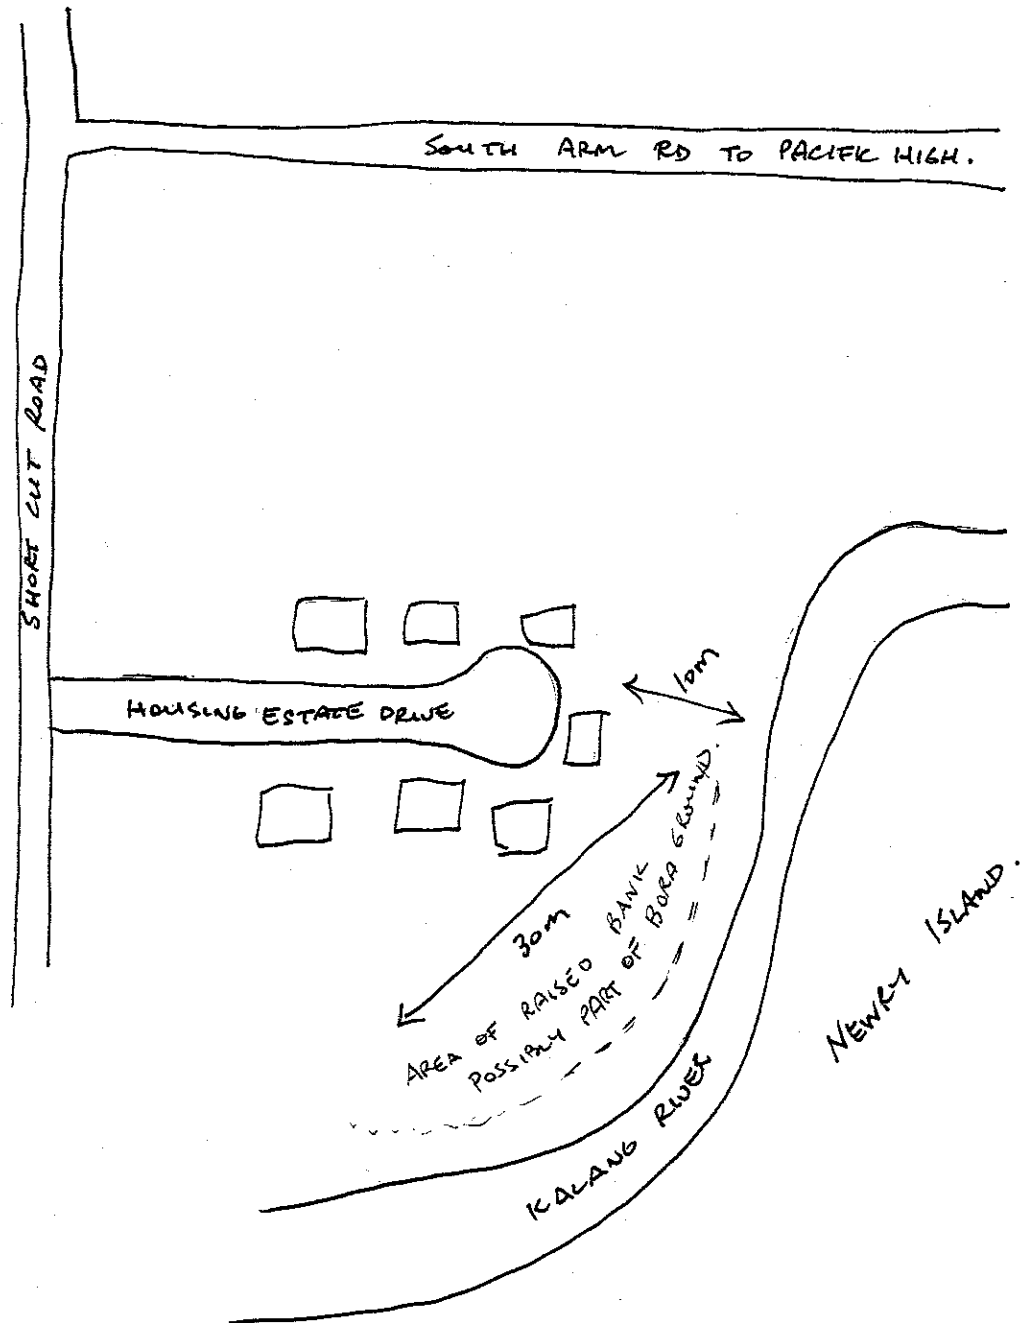 SOUTH ARM RD TO PACIFIC HIGH.
SHORT CUT ROAD
HOUSING ESTATE DRIVE
10m
30m
AREA OF RAISED BANK
POSSIBLY PART OF BORA GROUND.
KALANG RIVER
NEWRY ISLAND.